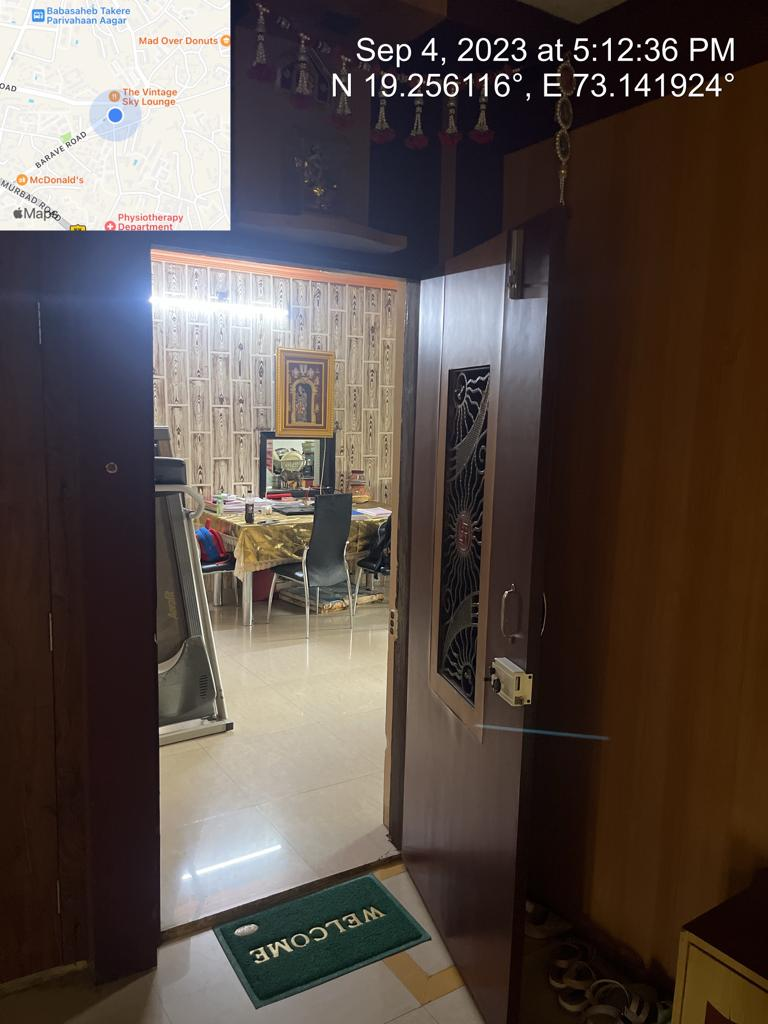 Babasaheb Takere
Parivahaan Aagar
Mad Over Donuts
The Vintage
Sky Lounge
OAD
BARAVE ROAD
McDonald's
MURBAD ROAD
Maps
Physiotherapy
Department
Sep 4, 2023 at 5:12:36 PM
N 19.256116°, E 73.141924°
WELCOME